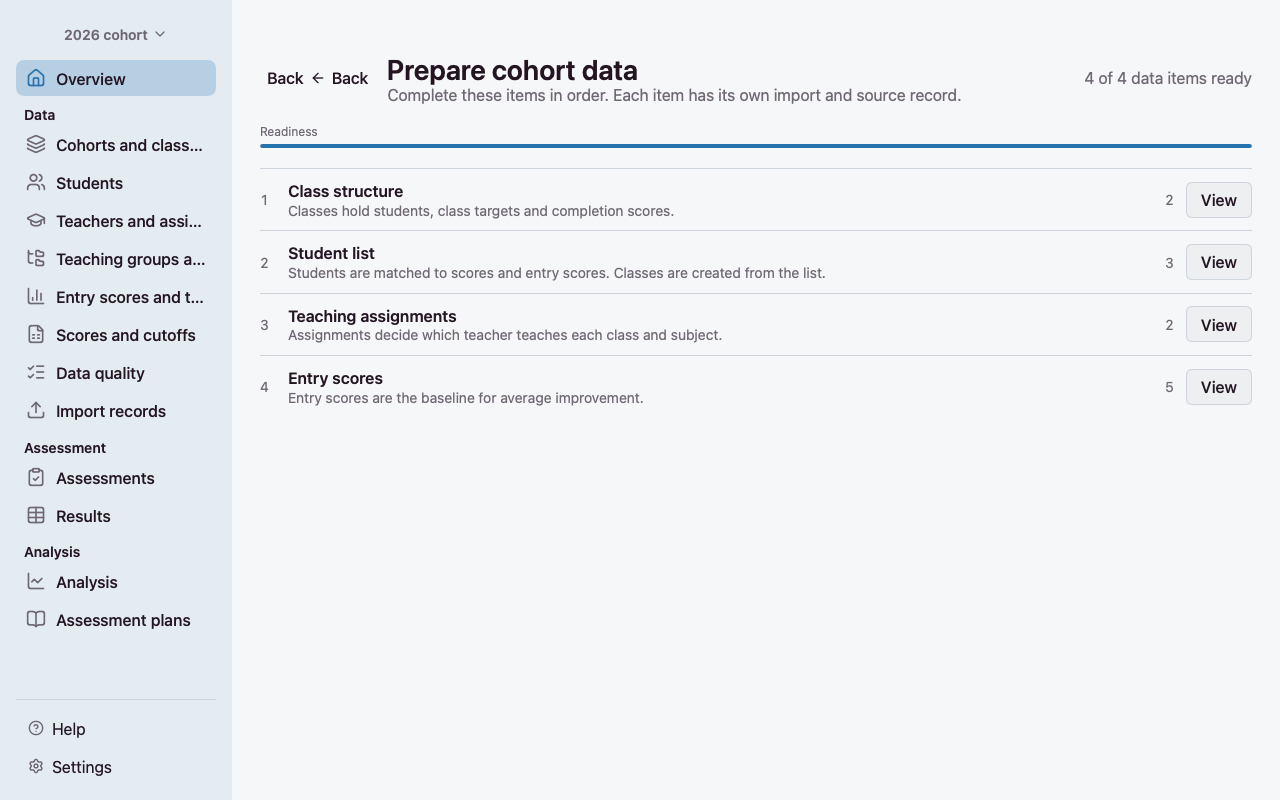 2026 cohort
Overview
Data
Cohorts and class...
Students
Teachers and assi...
Teaching groups a...
Entry scores and t...
Scores and cutoffs
Data quality
Import records
Assessment
Assessments
Results
Analysis
Analysis
Assessment plans
Help
Settings
Back ← Back
Prepare cohort data
Complete these items in order. Each item has its own import and source record.
4 of 4 data items ready
Readiness
1 Class structure 2 View
Classes hold students, class targets and completion scores.
2 Student list 3 View
Students are matched to scores and entry scores. Classes are created from the list.
3 Teaching assignments 2 View
Assignments decide which teacher teaches each class and subject.
4 Entry scores 5 View
Entry scores are the baseline for average improvement.